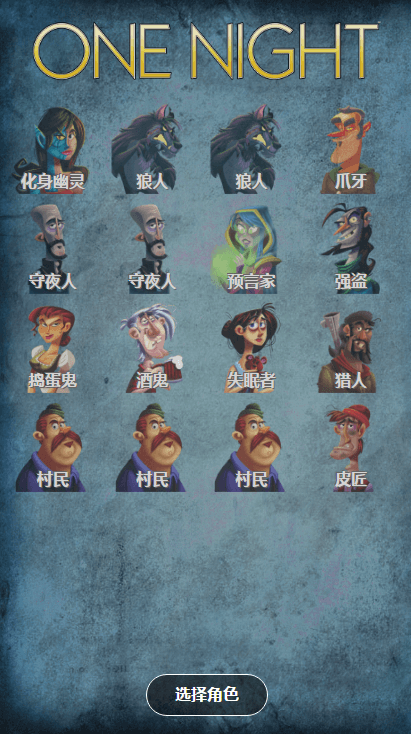 ONE NIGHT
化身幽灵 狼人 狼人 爪牙
守夜人 守夜人 预言家 强盗
捣蛋鬼 酒鬼 失眠者 猎人
村民 村民 村民 皮匠
选择角色